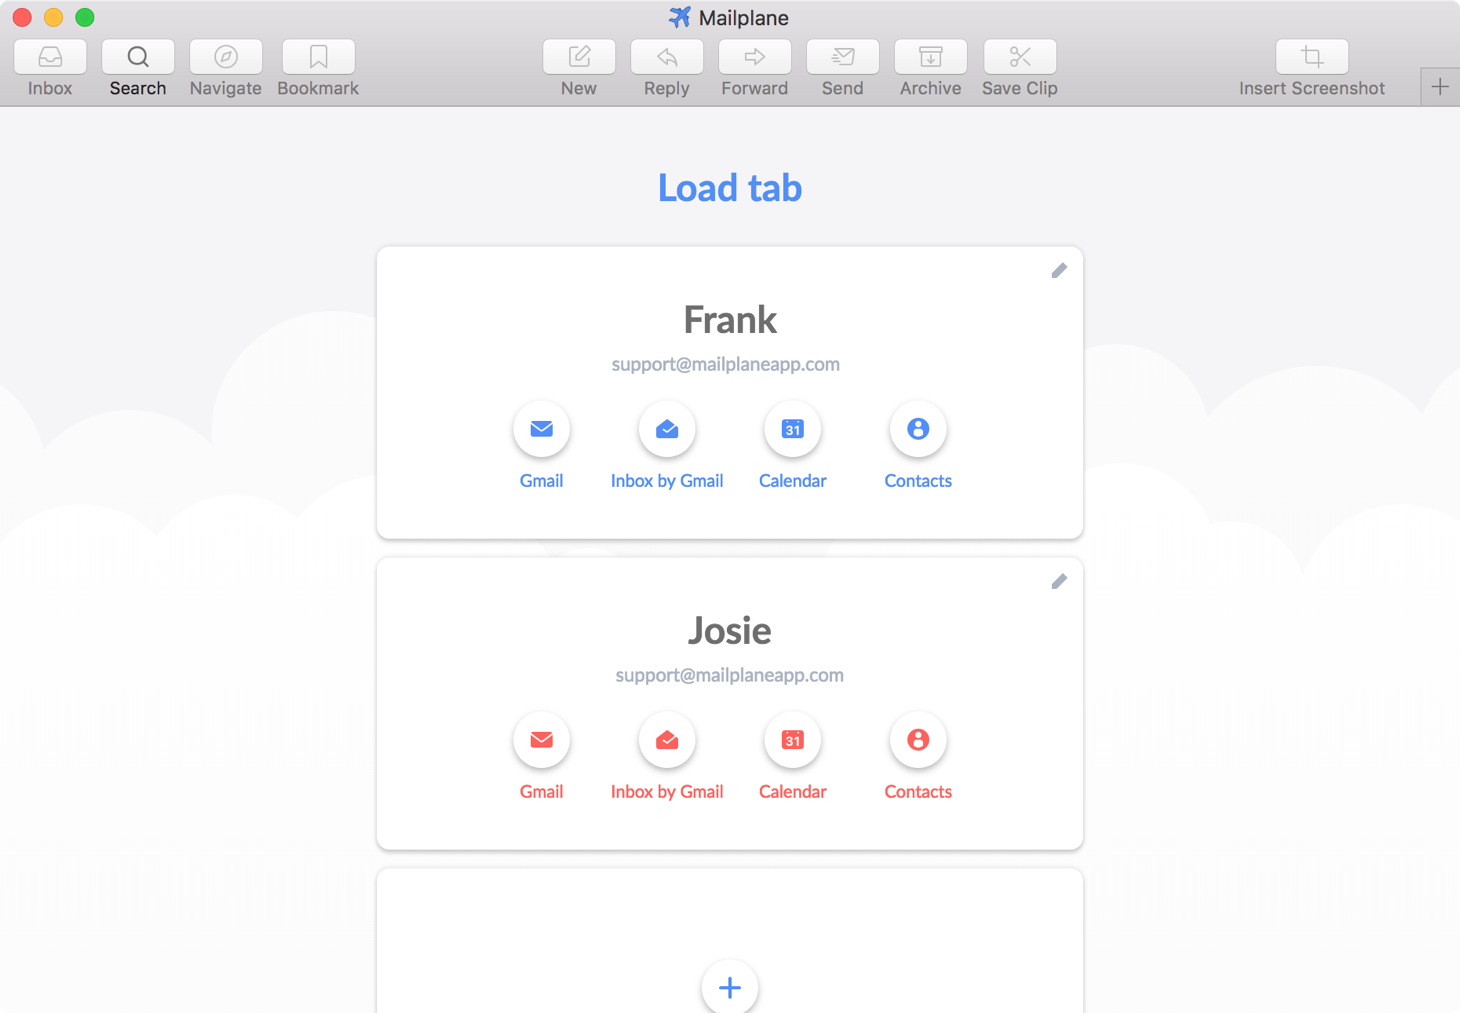 Mailplane
Inbox Search Navigate Bookmark New Reply Forward Send Archive Save Clip Insert Screenshot
Load tab
Frank
support@mailplaneapp.com
31
Gmail Inbox by Gmail Calendar Contacts
Josie
support@mailplaneapp.com
31
Gmail Inbox by Gmail Calendar Contacts